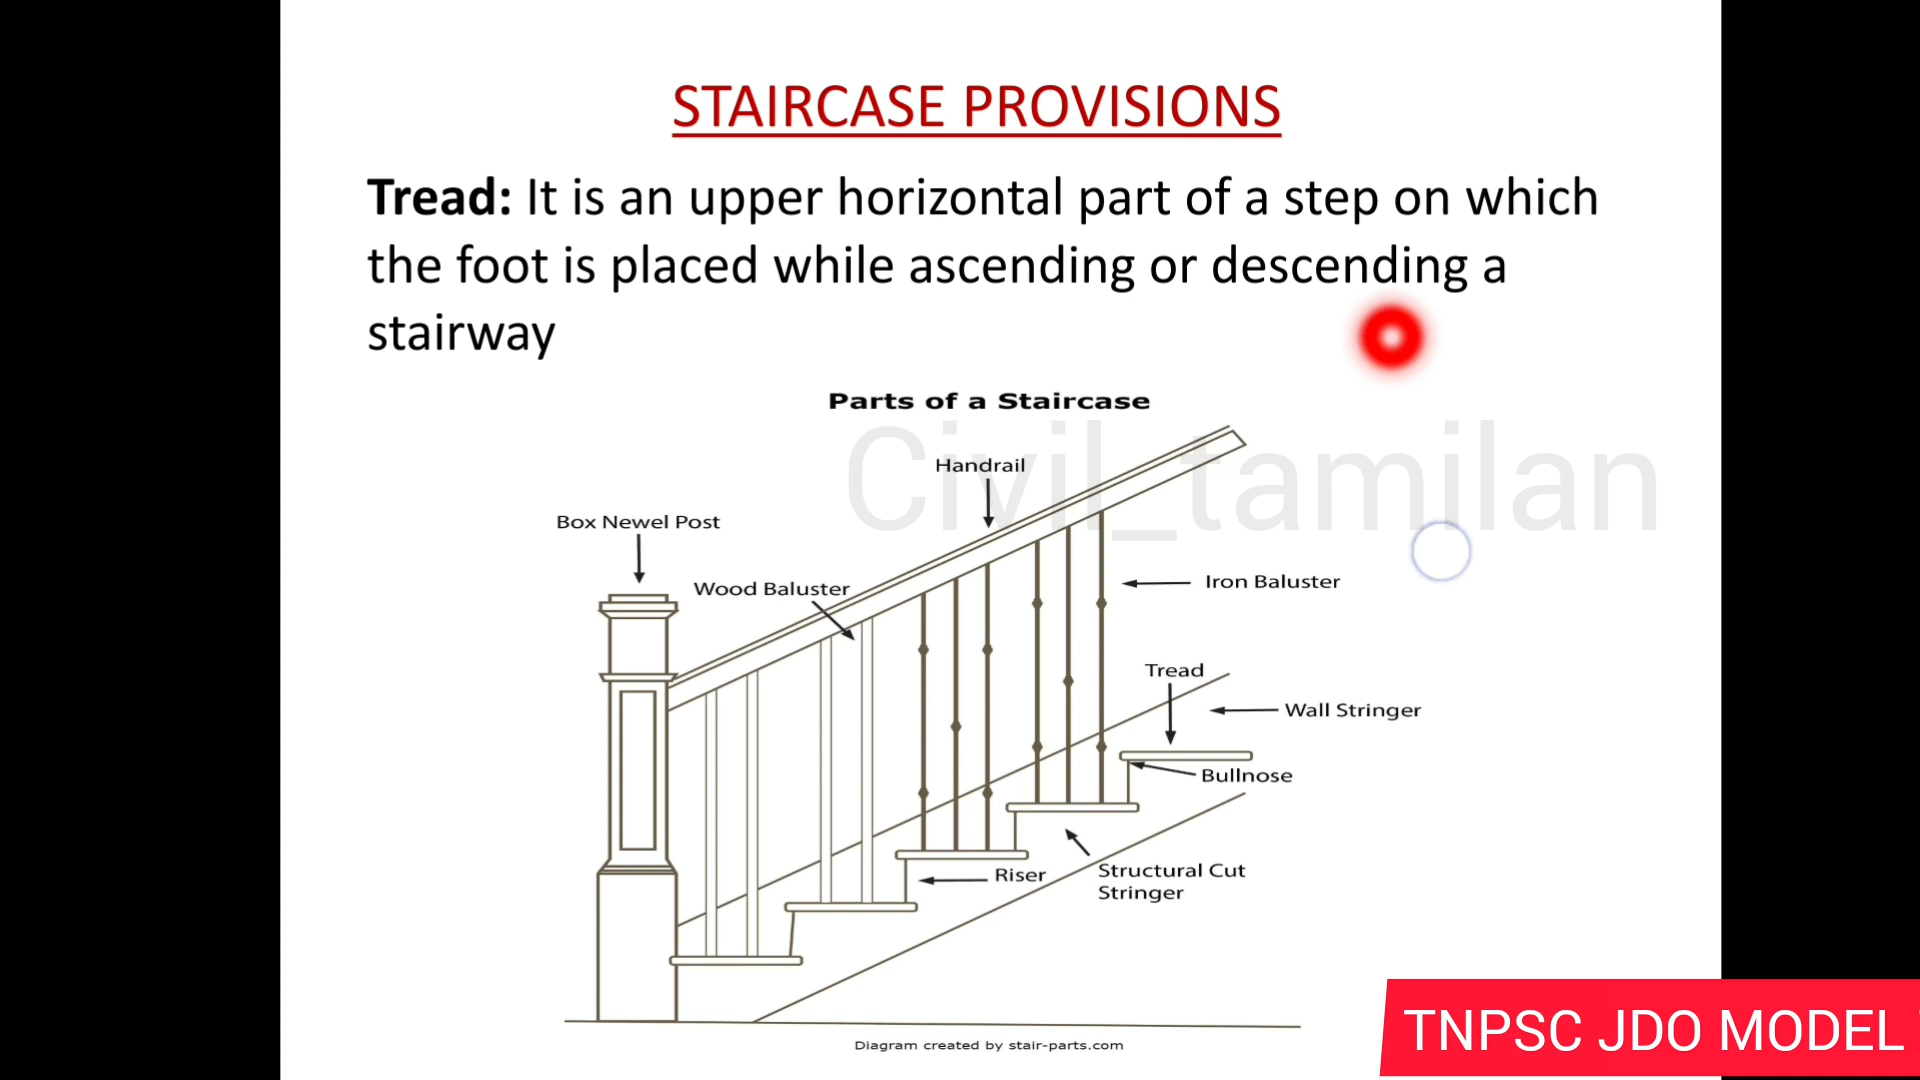 STAIRCASE PROVISIONS
Tread: It is an upper horizontal part of a step on which
the foot is placed while ascending or descending a
stairway
Parts of a Staircase
Civil_tamilan
Handrail
Box Newel Post
Wood Baluster
Iron Baluster
Tread
Wall Stringer
Bullnose
Riser
Structural Cut
Stringer
Diagram created by stair-parts.com
TNPSC JDO MODEL